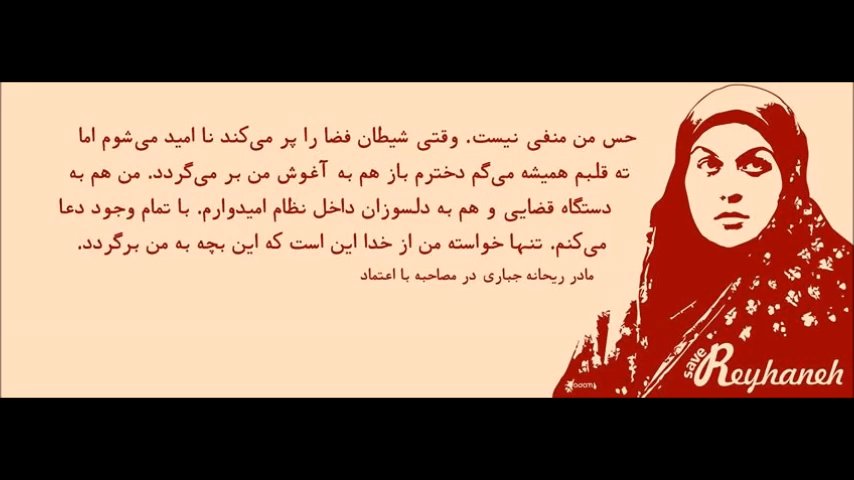 حس من منفی نیست. وقتی شیطان فضا را پر می‌کند نا امید می‌شوم اما
ته قلبم همیشه می‌گم دخترم باز هم به آغوش من بر می‌گردد. من هم به
دستگاه قضایی و هم به دلسوزان داخل نظام امیدوارم. با تمام وجود دعا
می‌کنم. تنها خواسته من از خدا این است که این بچه به من برگردد.
مادر ریحانه جباری در مصاحبه با اعتماد
save Reyhaneh